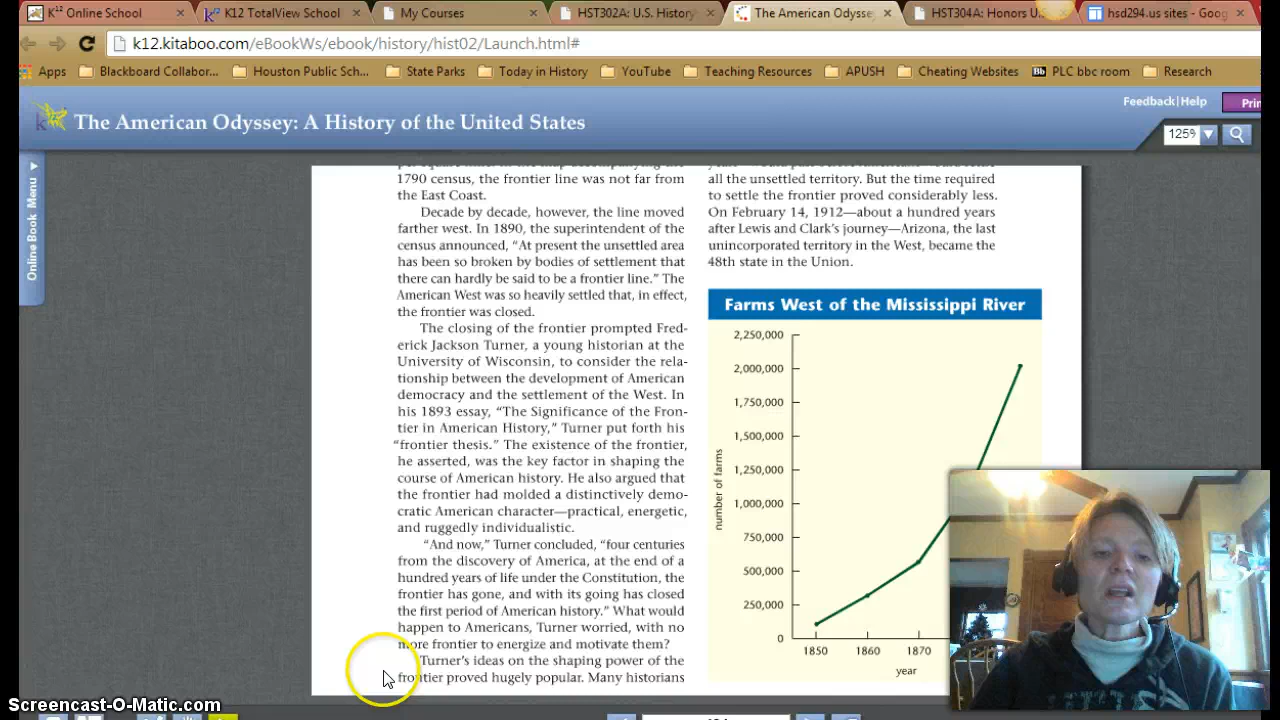 K¹² Online School
K12 TotalView School
My Courses
HST302A: U.S. History
The American Odysse
HST304A: Honors U.
hsd294.us sites - Goog
k12.kitaboo.com/eBookWs/ebook/history/hist02/Launch.html#
Apps
Blackboard Collabor...
Houston Public Sch...
State Parks
Today in History
YouTube
Teaching Resources
APUSH
Cheating Websites
Bb PLC bbc room
Research
Feedback|Help
Prin
The American Odyssey: A History of the United States
125%
Online Book Menu
1790 census, the frontier line was not far from
the East Coast.
Decade by decade, however, the line moved
farther west. In 1890, the superintendent of the
census announced, “At present the unsettled area
has been so broken by bodies of settlement that
there can hardly be said to be a frontier line.” The
American West was so heavily settled that, in effect,
the frontier was closed.
The closing of the frontier prompted Fred-
erick Jackson Turner, a young historian at the
University of Wisconsin, to consider the rela-
tionship between the development of American
democracy and the settlement of the West. In
his 1893 essay, “The Significance of the Fron-
tier in American History,” Turner put forth his
“frontier thesis.” The existence of the frontier,
he asserted, was the key factor in shaping the
course of American history. He also argued that
the frontier had molded a distinctively demo-
cratic American character—practical, energetic,
and ruggedly individualistic.
“And now,” Turner concluded, “four centuries
from the discovery of America, at the end of a
hundred years of life under the Constitution, the
frontier has gone, and with its going has closed
the first period of American history.” What would
happen to Americans, Turner worried, with no
more frontier to energize and motivate them?
Turner’s ideas on the shaping power of the
frontier proved hugely popular. Many historians
all the unsettled territory. But the time required
to settle the frontier proved considerably less.
On February 14, 1912—about a hundred years
after Lewis and Clark’s journey—Arizona, the last
unincorporated territory in the West, became the
48th state in the Union.
Farms West of the Mississippi River
2,250,000
2,000,000
1,750,000
1,500,000
1,250,000
1,000,000
750,000
500,000
250,000
0
number of farms
1850 1860 1870
year
Screencast-O-Matic.com